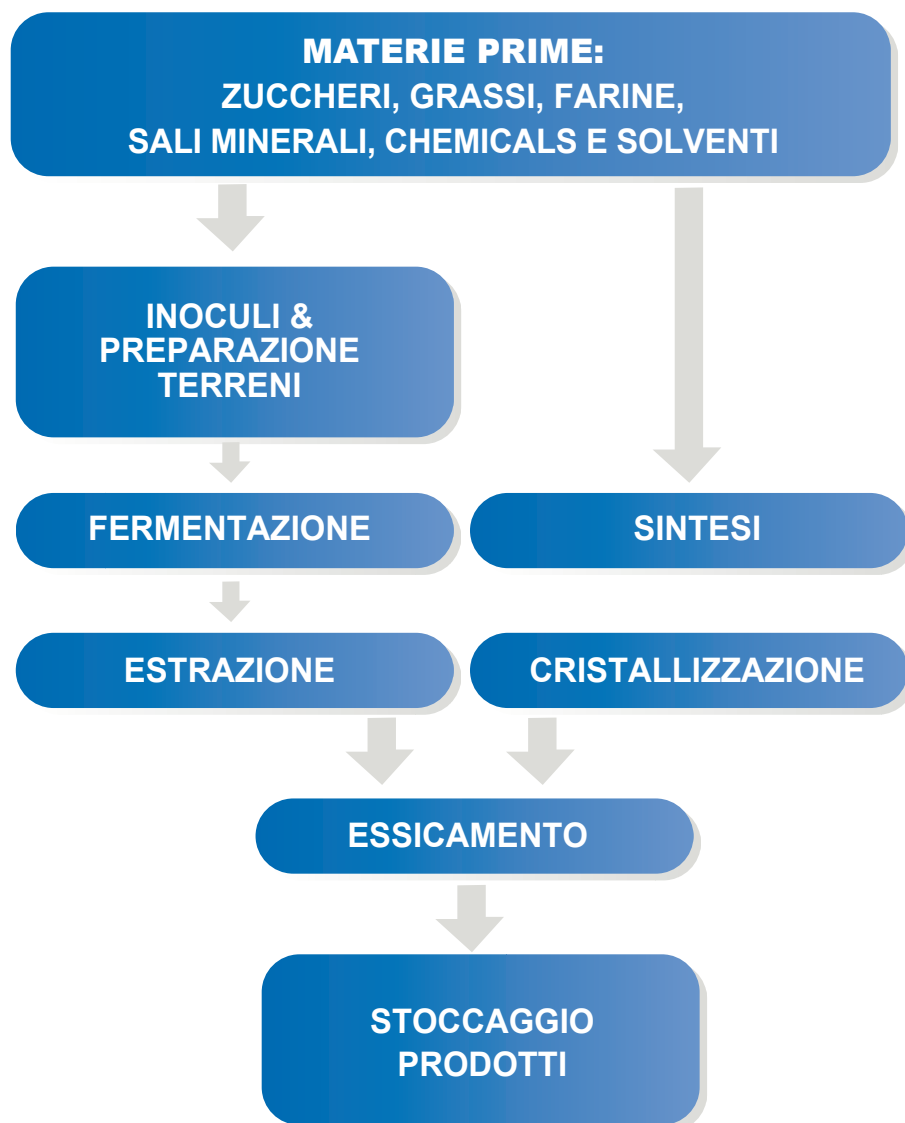 MATERIE PRIME:
ZUCCHERI, GRASSI, FARINE,
SALI MINERALI, CHEMICALS E SOLVENTI
INOCULI &
PREPARAZIONE
TERRENI
FERMENTAZIONE
SINTESI
ESTRAZIONE
CRISTALLIZZAZIONE
ESSICAMENTO
STOCCAGGIO
PRODOTTI